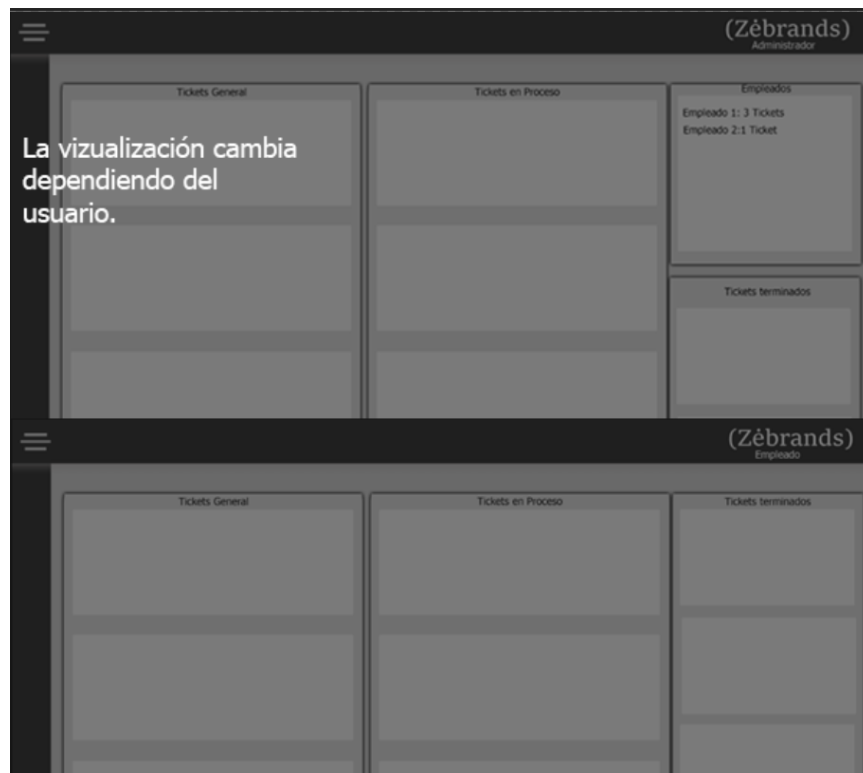 (Zėbrands)
Administrador
Tickets General
Tickets en Proceso
Empleados
Empleado 1: 3 Tickets
Empleado 2:1 Ticket
La vizualización cambia
dependiendo del
usuario.
Tickets terminados
(Zėbrands)
Empleado
Tickets General
Tickets en Proceso
Tickets terminados